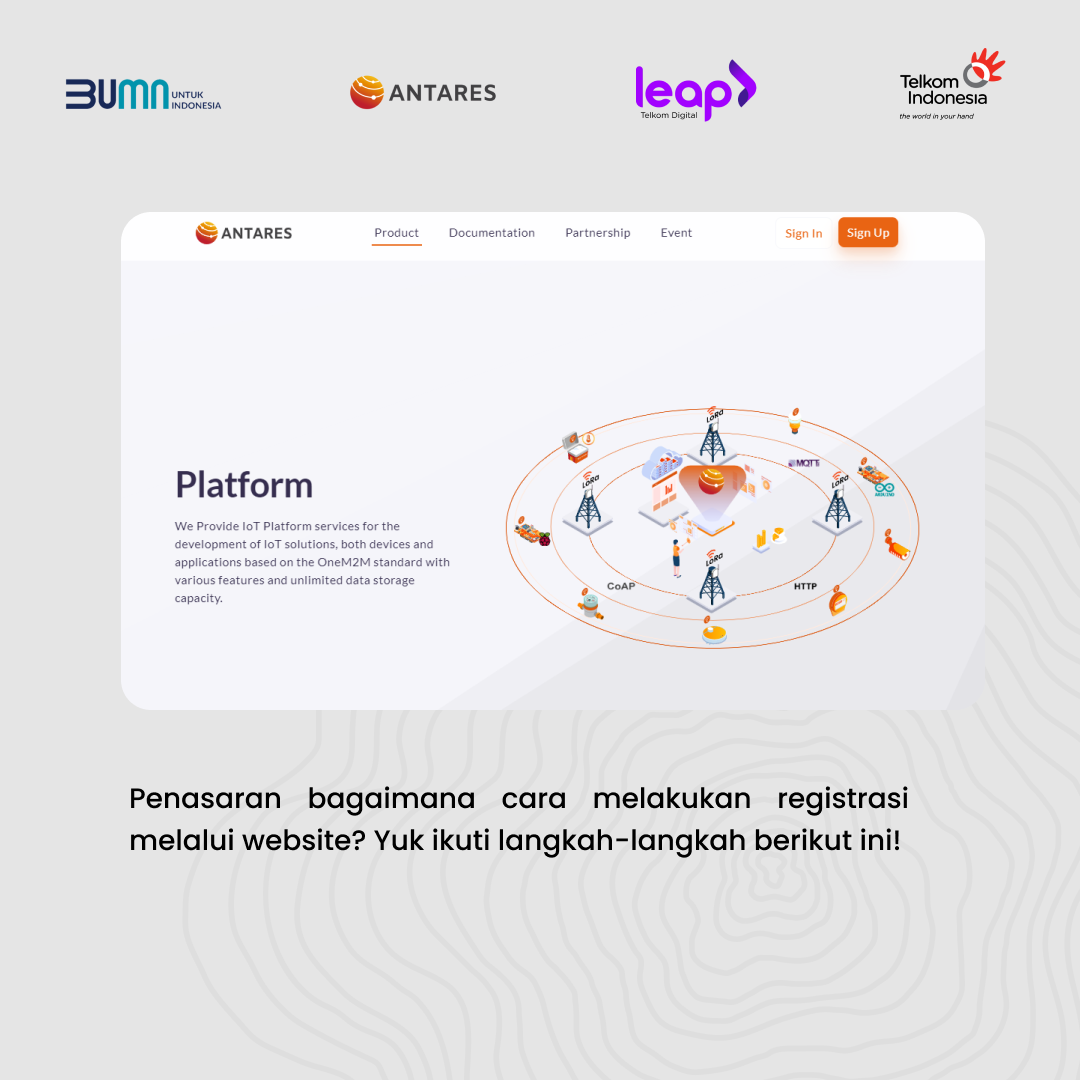 BUMN UNTUK INDONESIA
ANTARES
leap
Telkom Digital
Telkom Indonesia
the world in your hand
ANTARES
Product Documentation Partnership Event Sign In Sign Up
Platform
We Provide IoT Platform services for the
development of IoT solutions, both devices and
applications based on the OneM2M standard with
various features and unlimited data storage
capacity.
LoRa
MQTT
LoRa
LoRa
ARDUINO
LoRa
CoAP
HTTP
Penasaran bagaimana cara melakukan registrasi
melalui website? Yuk ikuti langkah-langkah berikut ini!